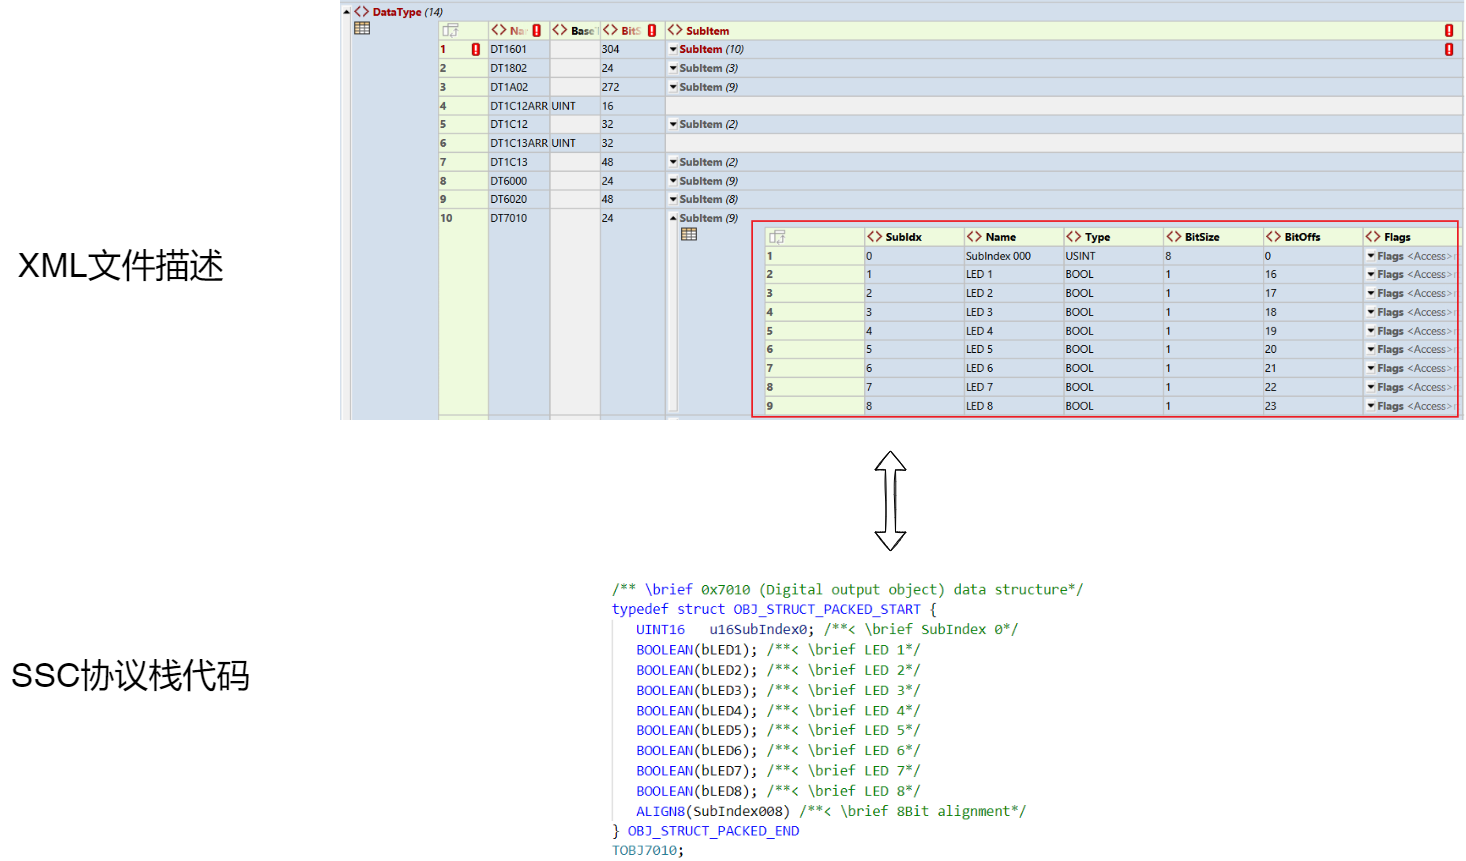 DataType (14)
Na BaseT BitS SubItem
1 DT1601 304 SubItem (10)
2 DT1802 24 SubItem (3)
3 DT1A02 272 SubItem (9)
4 DT1C12ARR UINT 16
5 DT1C12 32 SubItem (2)
6 DT1C13ARR UINT 32
7 DT1C13 48 SubItem (2)
8 DT6000 24 SubItem (9)
9 DT6020 48 SubItem (8)
10 DT7010 24 SubItem (9)
SubIdx Name Type BitSize BitOffs Flags
1 0 SubIndex 000 USINT 8 0 Flags <Access>
2 1 LED 1 BOOL 1 16 Flags <Access>
3 2 LED 2 BOOL 1 17 Flags <Access>
4 3 LED 3 BOOL 1 18 Flags <Access>
5 4 LED 4 BOOL 1 19 Flags <Access>
6 5 LED 5 BOOL 1 20 Flags <Access>
7 6 LED 6 BOOL 1 21 Flags <Access>
8 7 LED 7 BOOL 1 22 Flags <Access>
9 8 LED 8 BOOL 1 23 Flags <Access>
XML文件描述
/** \brief 0x7010 (Digital output object) data structure*/
typedef struct OBJ_STRUCT_PACKED_START {
UINT16 u16SubIndex0; /**< \brief SubIndex 0*/
BOOLEAN(bLED1); /**< \brief LED 1*/
BOOLEAN(bLED2); /**< \brief LED 2*/
BOOLEAN(bLED3); /**< \brief LED 3*/
BOOLEAN(bLED4); /**< \brief LED 4*/
BOOLEAN(bLED5); /**< \brief LED 5*/
BOOLEAN(bLED6); /**< \brief LED 6*/
BOOLEAN(bLED7); /**< \brief LED 7*/
BOOLEAN(bLED8); /**< \brief LED 8*/
ALIGN8(SubIndex008) /**< \brief 8Bit alignment*/
} OBJ_STRUCT_PACKED_END
TOBJ7010;
SSC协议栈代码